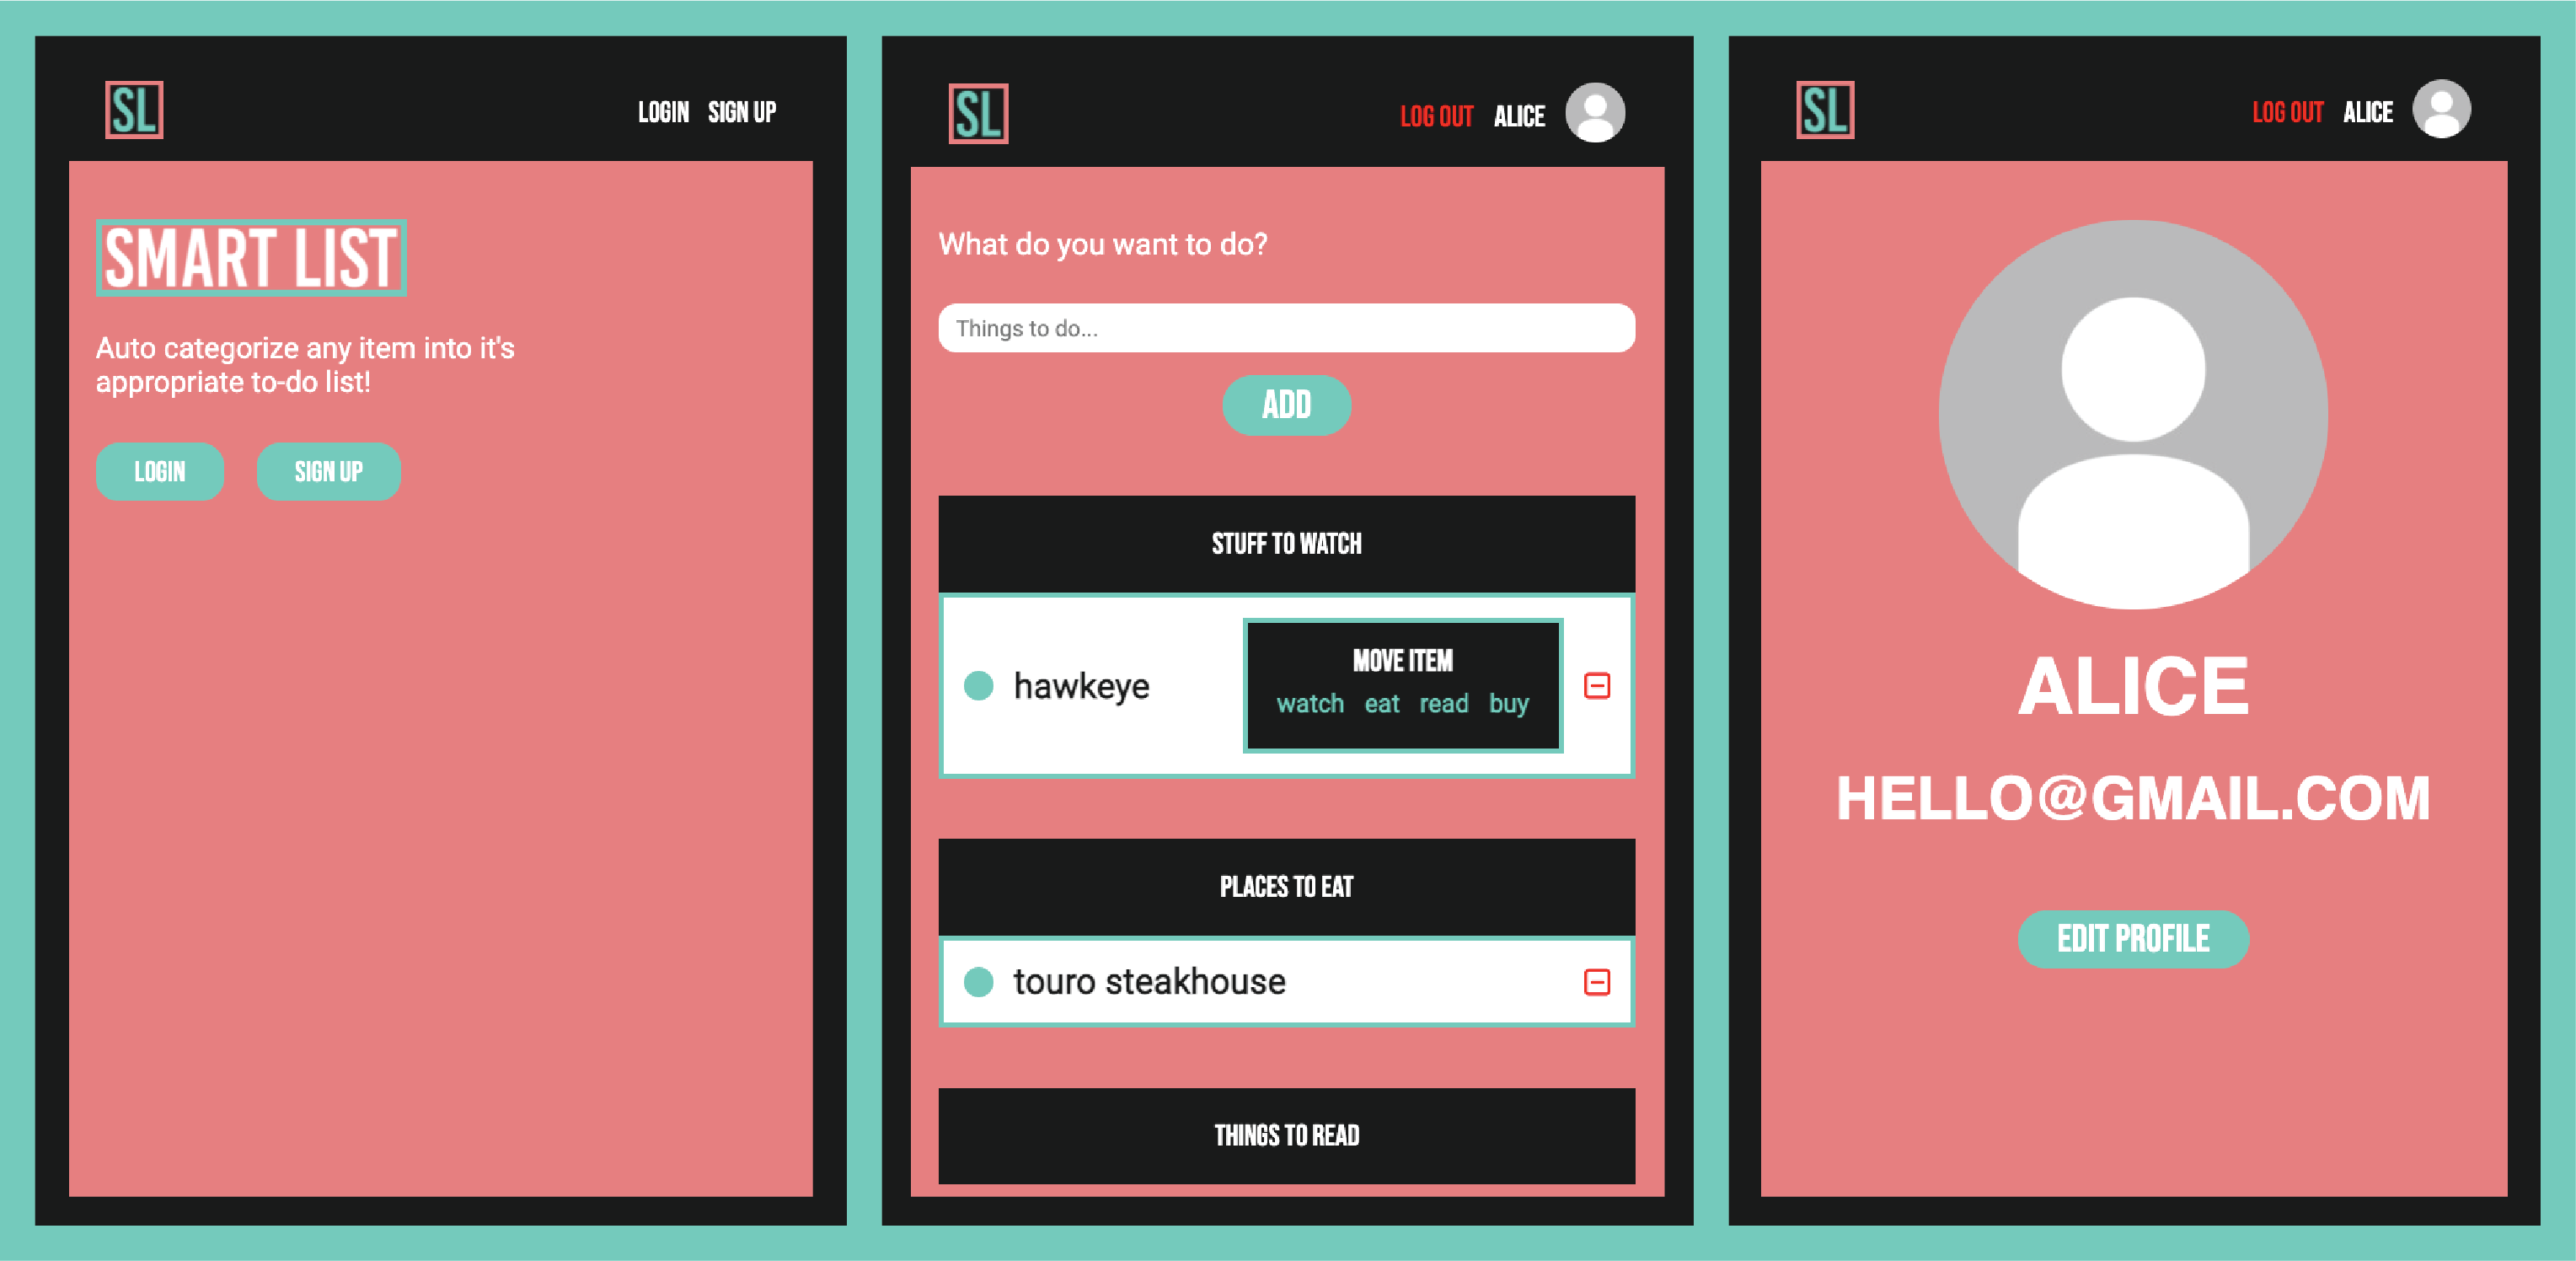 SL
LOGIN SIGN UP
SMART LIST
Auto categorize any item into it's
appropriate to-do list!
LOGIN SIGN UP
SL
LOG OUT ALICE
What do you want to do?
Things to do...
ADD
STUFF TO WATCH
hawkeye
MOVE ITEM
watch eat read buy
PLACES TO EAT
touro steakhouse
THINGS TO READ
SL
LOG OUT ALICE
ALICE
HELLO@GMAIL.COM
EDIT PROFILE